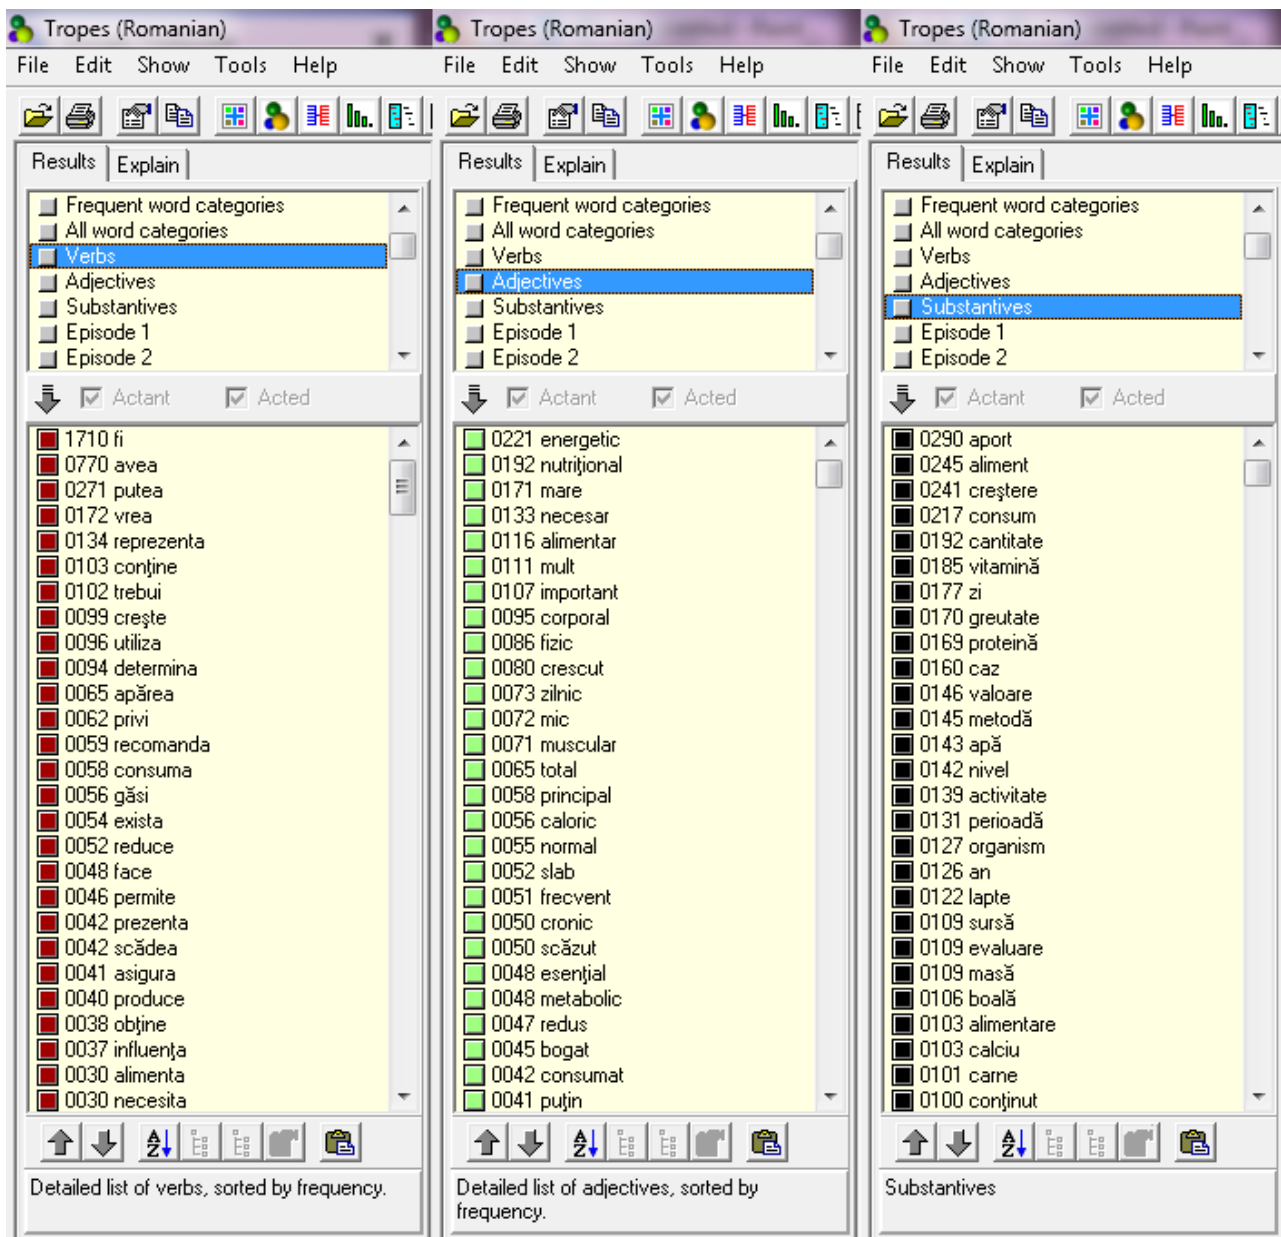 Tropes (Romanian)
File Edit Show Tools Help
Results Explain
Frequent word categories
All word categories
Verbs
Adjectives
Substantives
Episode 1
Episode 2
Actant Acted
1710 fi
0770 avea
0271 putea
0172 vrea
0134 reprezenta
0103 conţine
0102 trebui
0099 creşte
0096 utiliza
0094 determina
0065 apărea
0062 privi
0059 recomanda
0058 consuma
0056 găsi
0054 exista
0052 reduce
0048 face
0046 permite
0042 prezenta
0042 scădea
0041 asigura
0040 produce
0038 obţine
0037 influenţa
0030 alimenta
0030 necesita
Detailed list of verbs, sorted by frequency.
Tropes (Romanian)
File Edit Show Tools Help
Results Explain
Frequent word categories
All word categories
Verbs
Adjectives
Substantives
Episode 1
Episode 2
Actant Acted
0221 energetic
0192 nutriţional
0171 mare
0133 necesar
0116 alimentar
0111 mult
0107 important
0095 corporal
0086 fizic
0080 crescut
0073 zilnic
0072 mic
0071 muscular
0065 total
0058 principal
0056 caloric
0055 normal
0052 slab
0051 frecvent
0050 cronic
0050 scăzut
0048 esenţial
0048 metabolic
0047 redus
0045 bogat
0042 consumat
0041 puţin
Detailed list of adjectives, sorted by
frequency.
Tropes (Romanian)
File Edit Show Tools Help
Results Explain
Frequent word categories
All word categories
Verbs
Adjectives
Substantives
Episode 1
Episode 2
Actant Acted
0290 aport
0245 aliment
0241 creştere
0217 consum
0192 cantitate
0185 vitamină
0177 zi
0170 greutate
0169 proteină
0160 caz
0146 valoare
0145 metodă
0143 apă
0142 nivel
0139 activitate
0131 perioadă
0127 organism
0126 an
0122 lapte
0109 sursă
0109 evaluare
0109 masă
0106 boală
0103 alimentare
0103 calciu
0101 carne
0100 conţinut
Substantives